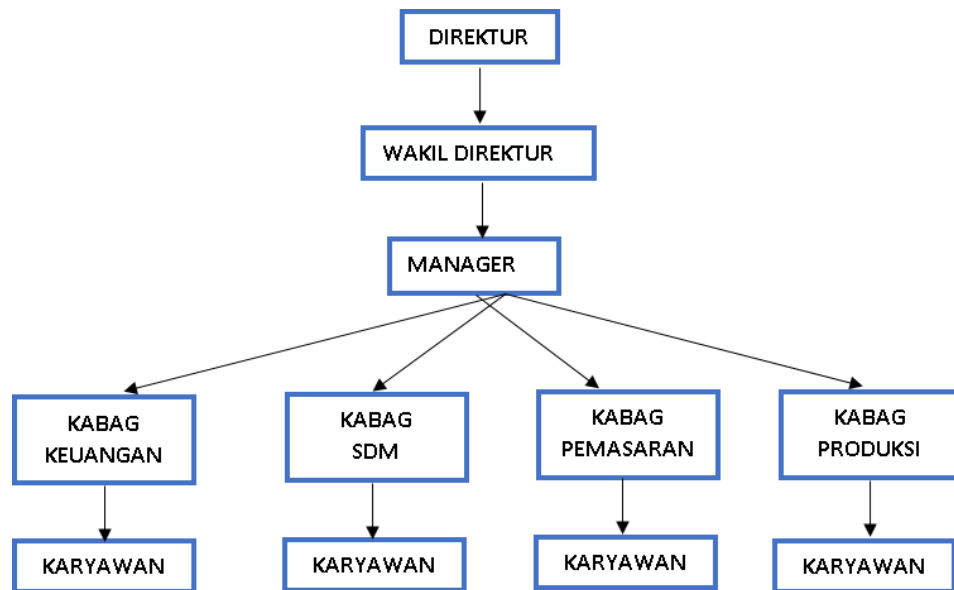 DIREKTUR
WAKIL DIREKTUR
MANAGER
KABAG
KEUANGAN
KABAG
SDM
KABAG
PEMASARAN
KABAG
PRODUKSI
KARYAWAN
KARYAWAN
KARYAWAN
KARYAWAN